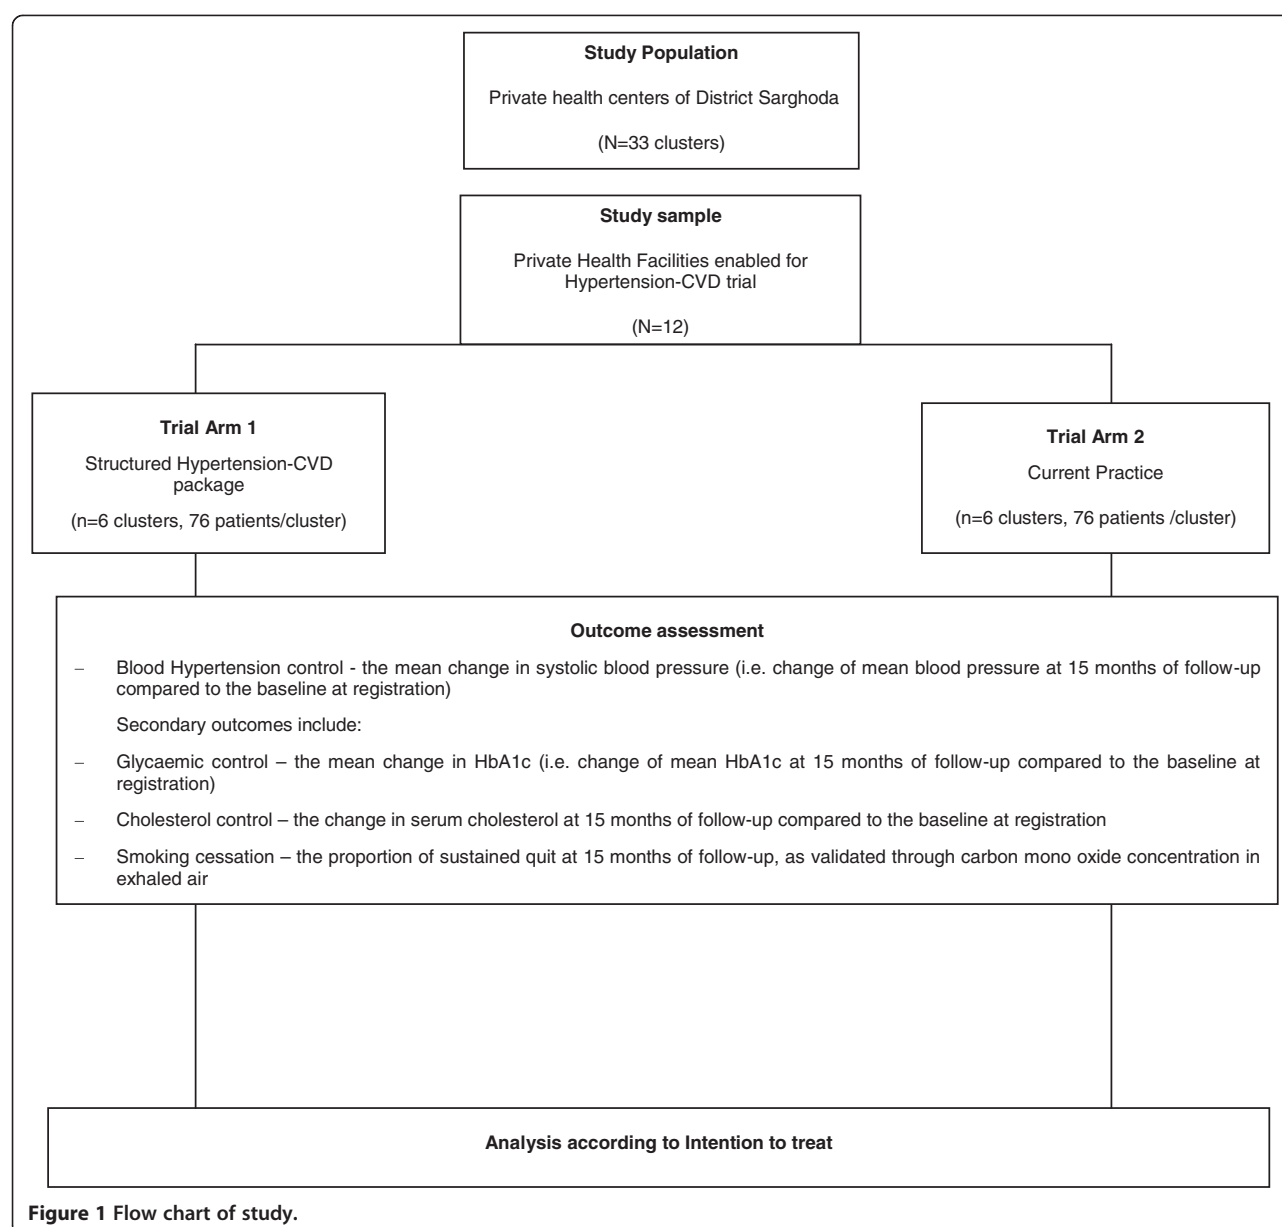 Study Population
Private health centers of District Sarghoda
(N=33 clusters)
Study sample
Private Health Facilities enabled for
Hypertension-CVD trial
(N=12)
Trial Arm 1
Structured Hypertension-CVD
package
(n=6 clusters, 76 patients/cluster)
Trial Arm 2
Current Practice
(n=6 clusters, 76 patients /cluster)
Outcome assessment
– Blood Hypertension control - the mean change in systolic blood pressure (i.e. change of mean blood pressure at 15 months of follow-up
compared to the baseline at registration)
Secondary outcomes include:
– Glycaemic control – the mean change in HbA1c (i.e. change of mean HbA1c at 15 months of follow-up compared to the baseline at
registration)
– Cholesterol control – the change in serum cholesterol at 15 months of follow-up compared to the baseline at registration
– Smoking cessation – the proportion of sustained quit at 15 months of follow-up, as validated through carbon mono oxide concentration in
exhaled air
Analysis according to Intention to treat
Figure 1 Flow chart of study.